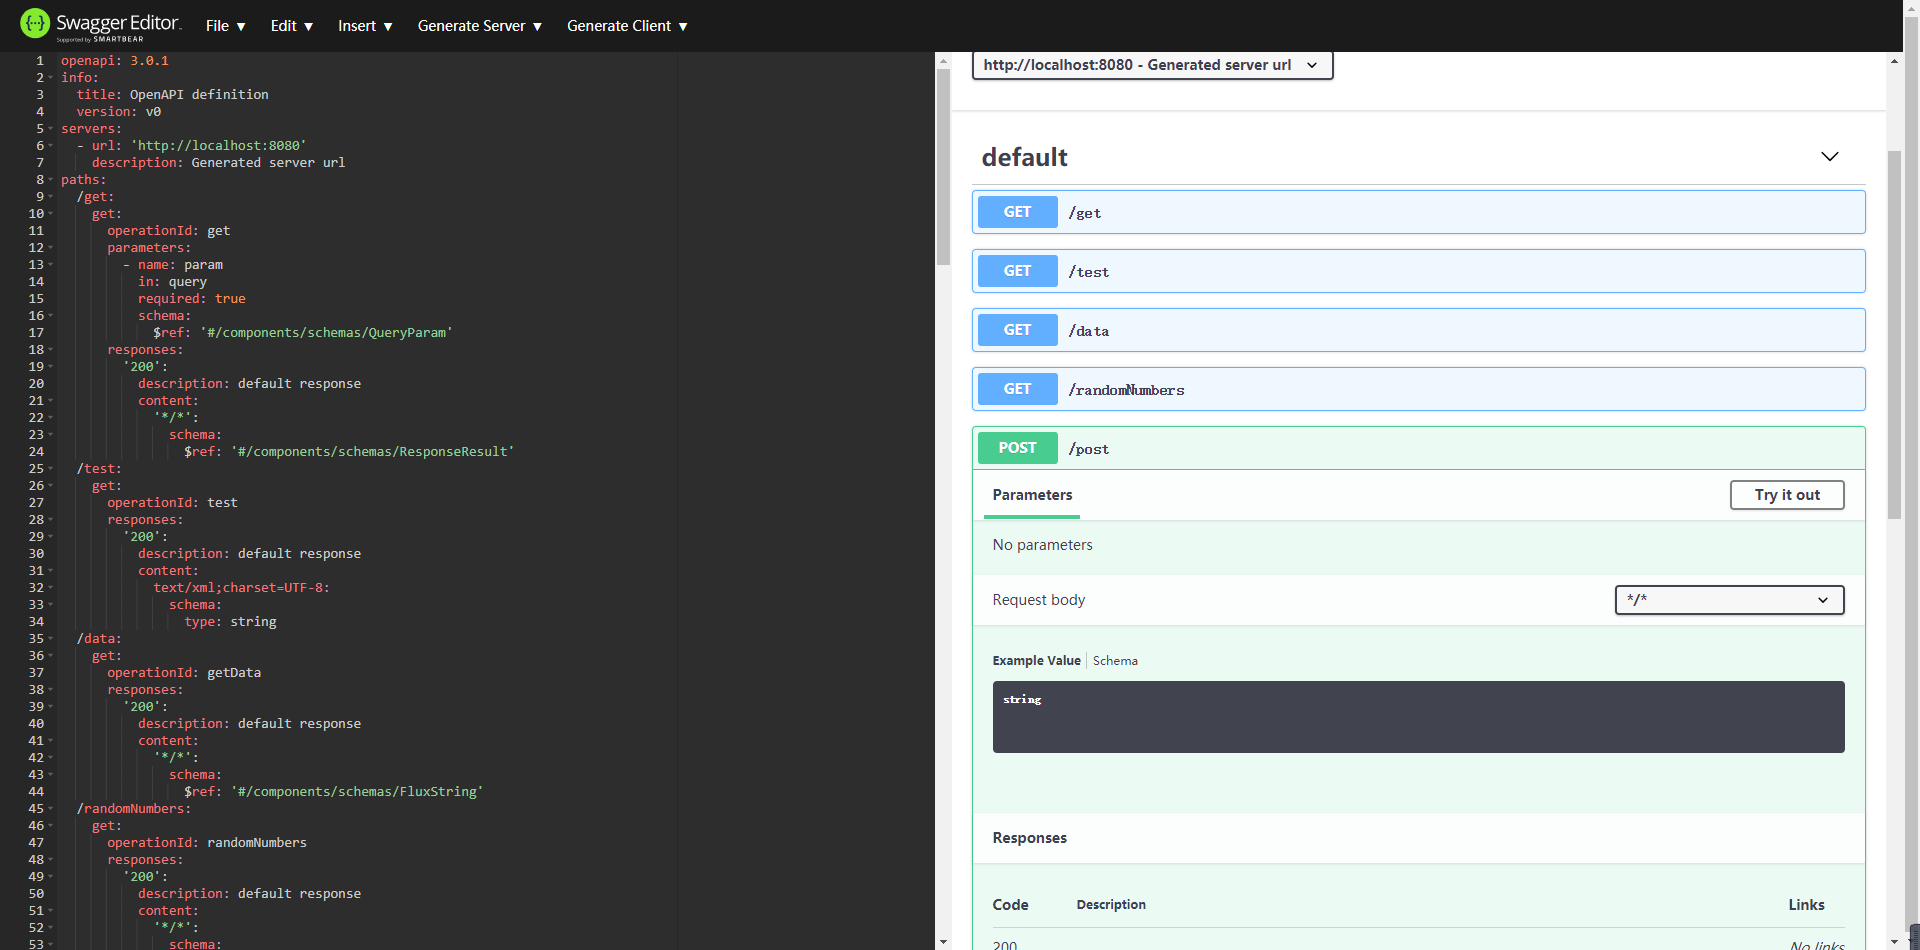 Swagger Editor
Supported by SMARTBEAR
File ▼ Edit ▼ Insert ▼ Generate Server ▼ Generate Client ▼
1 openapi: 3.0.1
2 info:
3 title: OpenAPI definition
4 version: v0
5 servers:
6 - url: 'http://localhost:8080'
7 description: Generated server url
8 paths:
9 /get:
10 get:
11 operationId: get
12 parameters:
13 - name: param
14 in: query
15 required: true
16 schema:
17 $ref: '#/components/schemas/QueryParam'
18 responses:
19 '200':
20 description: default response
21 content:
22 '*/*':
23 schema:
24 $ref: '#/components/schemas/ResponseResult'
25 /test:
26 get:
27 operationId: test
28 responses:
29 '200':
30 description: default response
31 content:
32 text/xml;charset=UTF-8:
33 schema:
34 type: string
35 /data:
36 get:
37 operationId: getData
38 responses:
39 '200':
40 description: default response
41 content:
42 '*/*':
43 schema:
44 $ref: '#/components/schemas/FluxString'
45 /randomNumbers:
46 get:
47 operationId: randomNumbers
48 responses:
49 '200':
50 description: default response
51 content:
52 '*/*':
53 schema:
http://localhost:8080 - Generated server url
default
GET /get
GET /test
GET /data
GET /randomNumbers
POST /post
Parameters
Try it out
No parameters
Request body
*/*
Example Value Schema
string
Responses
Code Description Links
200 No links